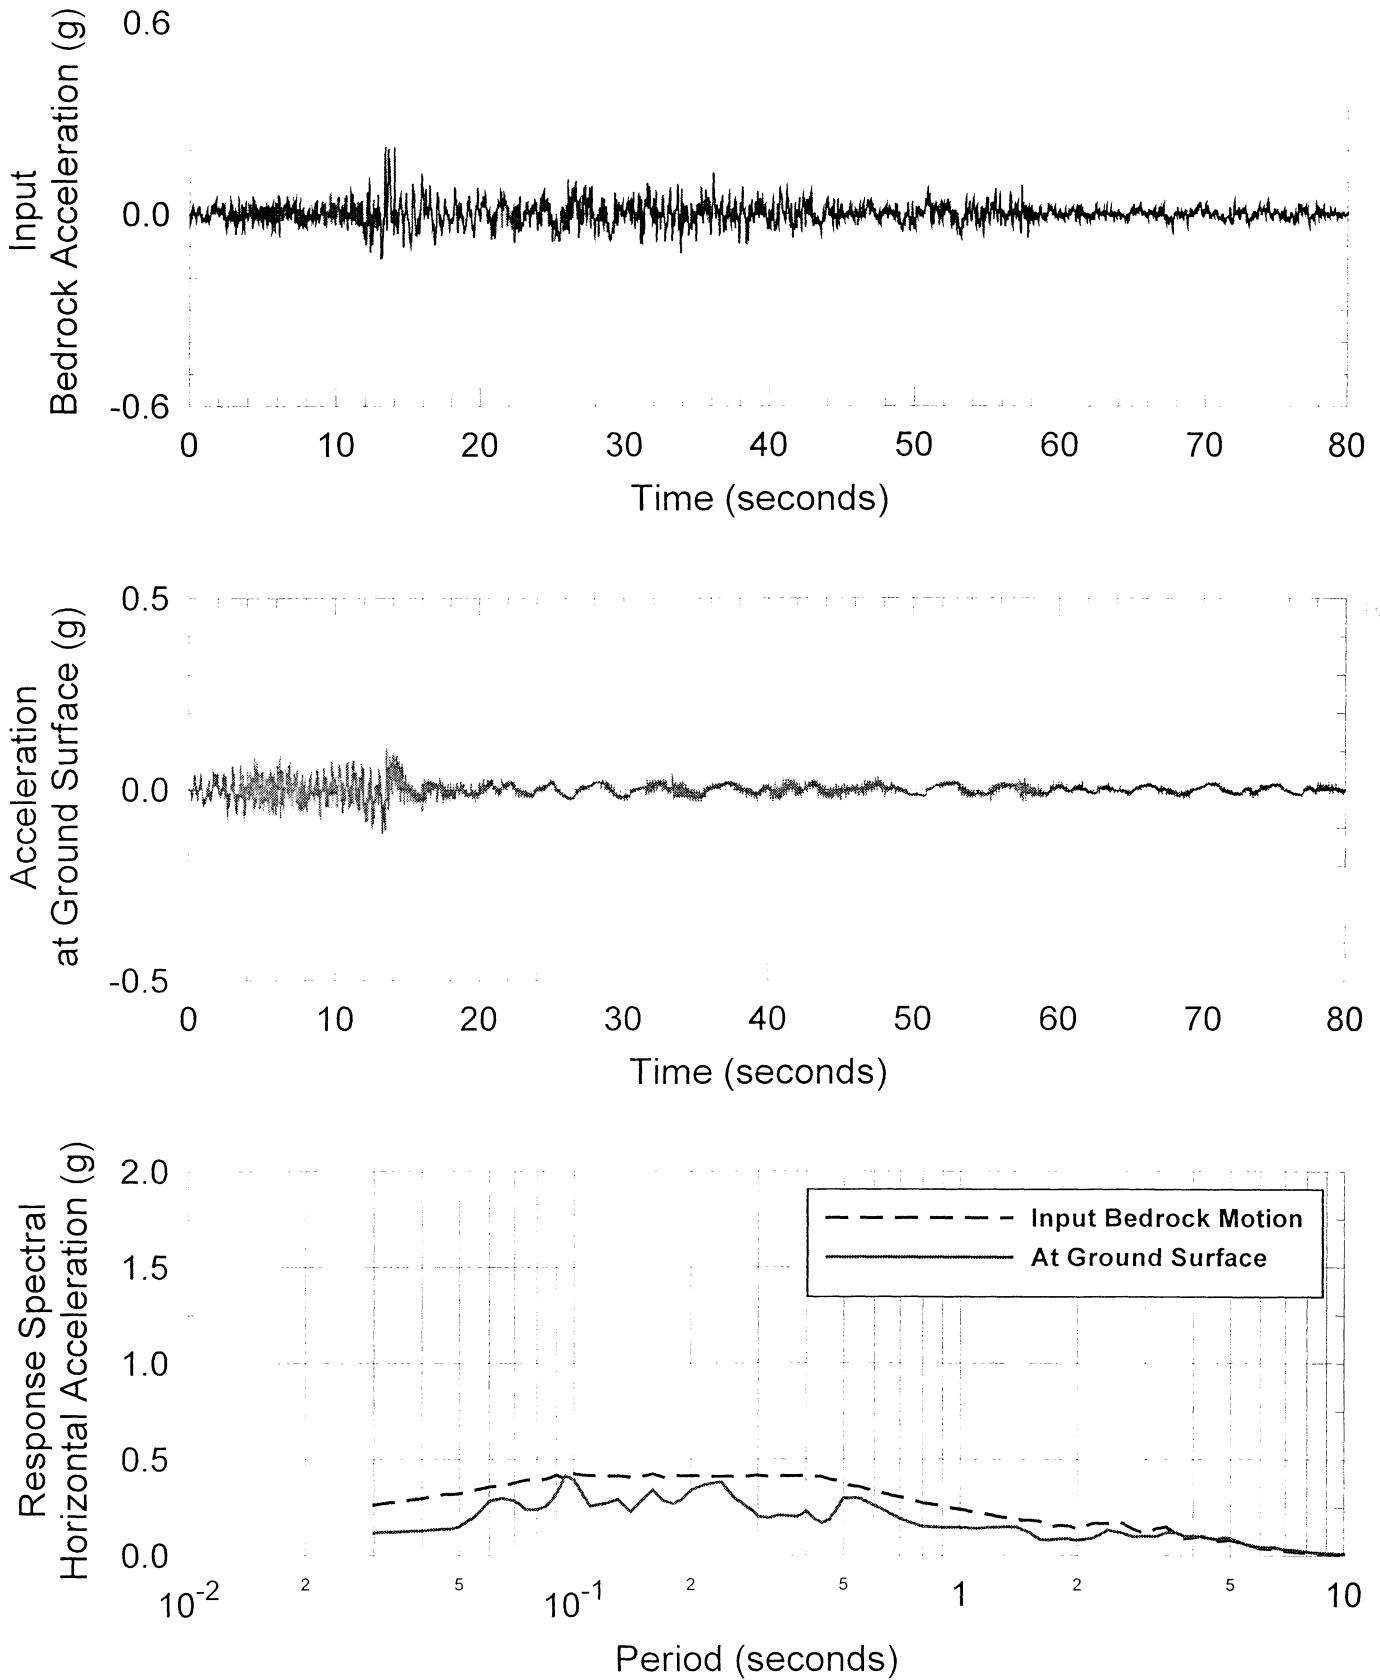 0.6
0.0
-0.6
Input
Bedrock Acceleration (g)
0 10 20 30 40 50 60 70 80
Time (seconds)
0.5
0.0
-0.5
Acceleration
at Ground Surface (g)
0 10 20 30 40 50 60 70 80
Time (seconds)
2.0
1.5
1.0
0.5
0.0
Response Spectral
Horizontal Acceleration (g)
Input Bedrock Motion
At Ground Surface
10-2 2 5 10-1 2 5 1 2 5 10
Period (seconds)